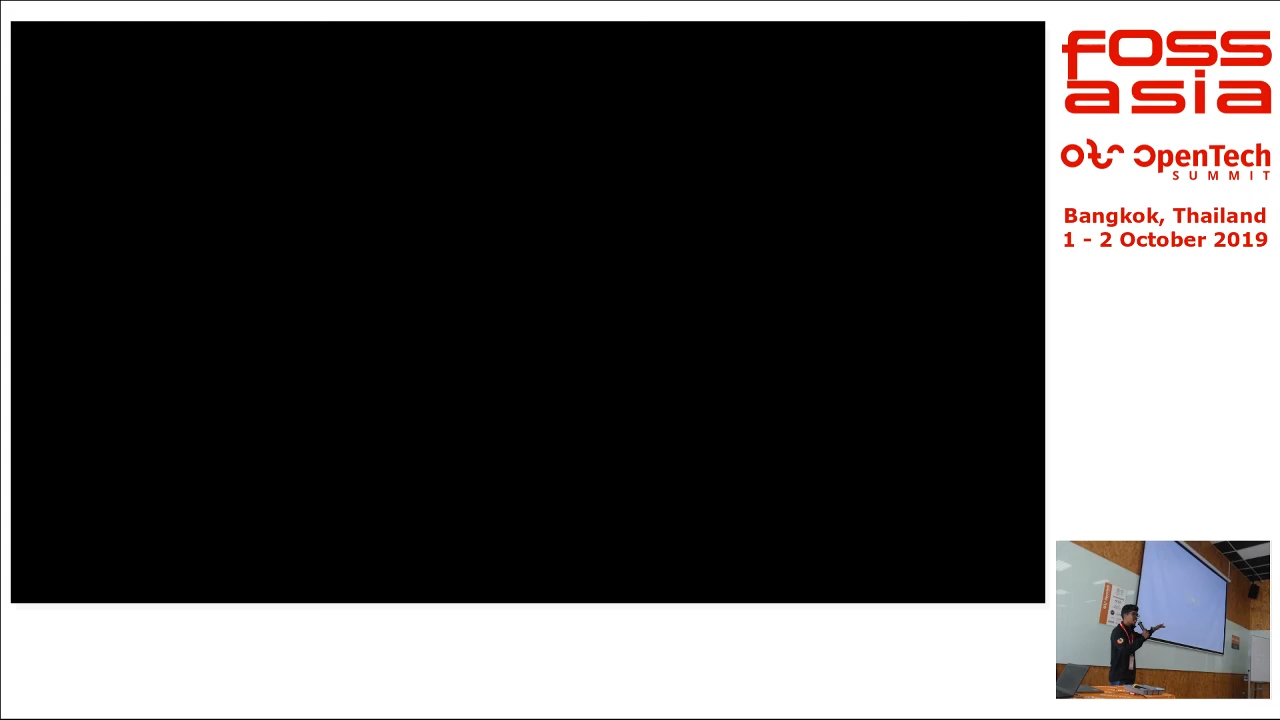 foss
asia
OpenTech
SUMMIT
Bangkok, Thailand
1 - 2 October 2019